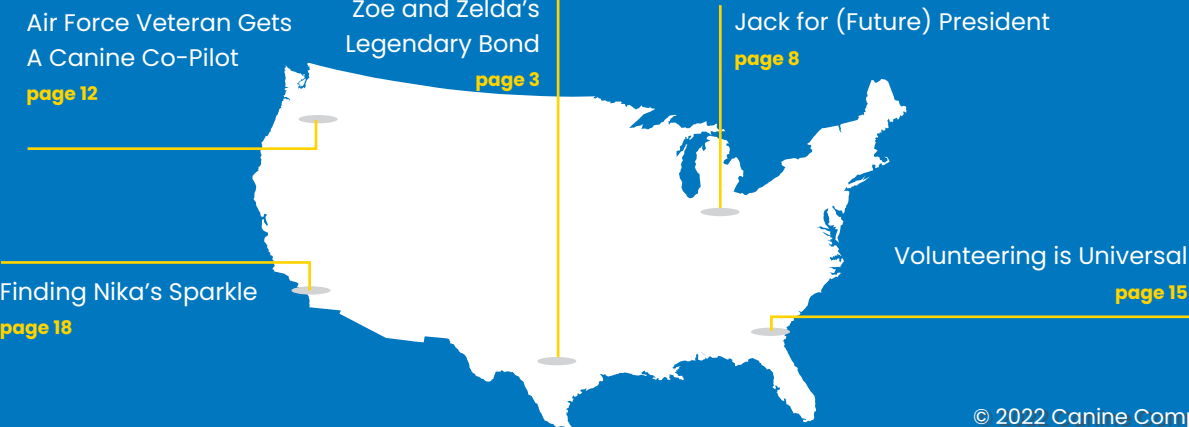 Air Force Veteran Gets
A Canine Co-Pilot
page 12
Zoe and Zelda’s
Legendary Bond
page 3
Jack for (Future) President
page 8
Finding Nika’s Sparkle
page 18
Volunteering is Universal
page 15
© 2022 Canine